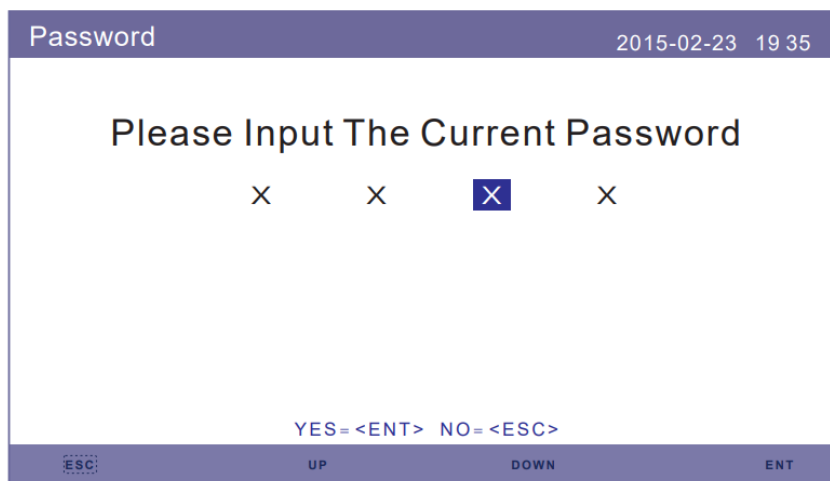 Password 2015-02-23 19 35
Please Input The Current Password
X X X X
YES=<ENT> NO=<ESC>
ESC UP DOWN ENT